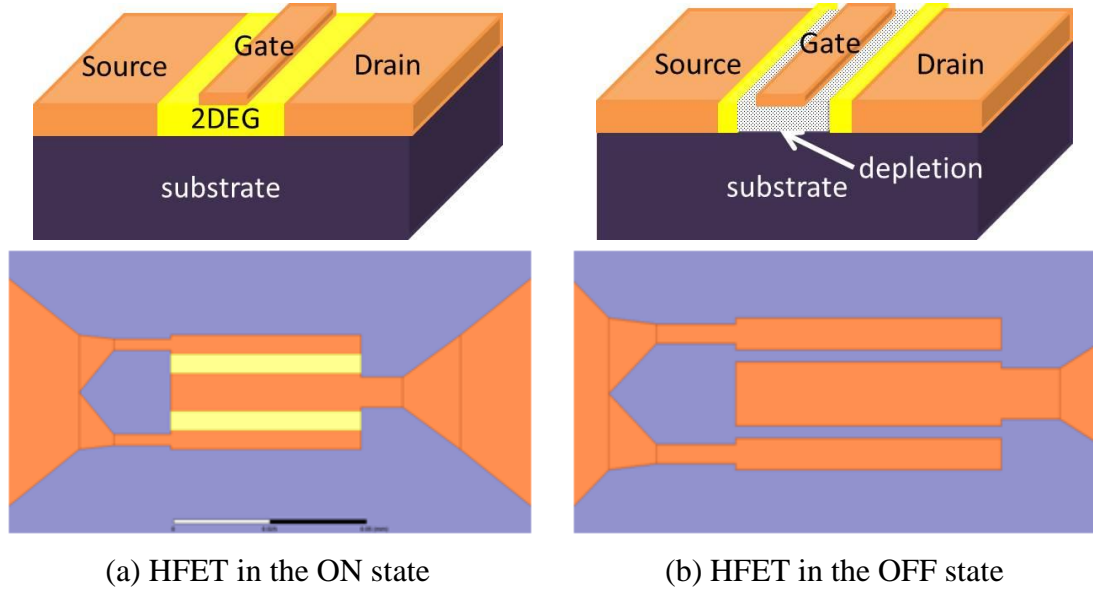 Source
Gate
Drain
2DEG
substrate
Source
Gate
Drain
depletion
substrate
(a) HFET in the ON state
(b) HFET in the OFF state